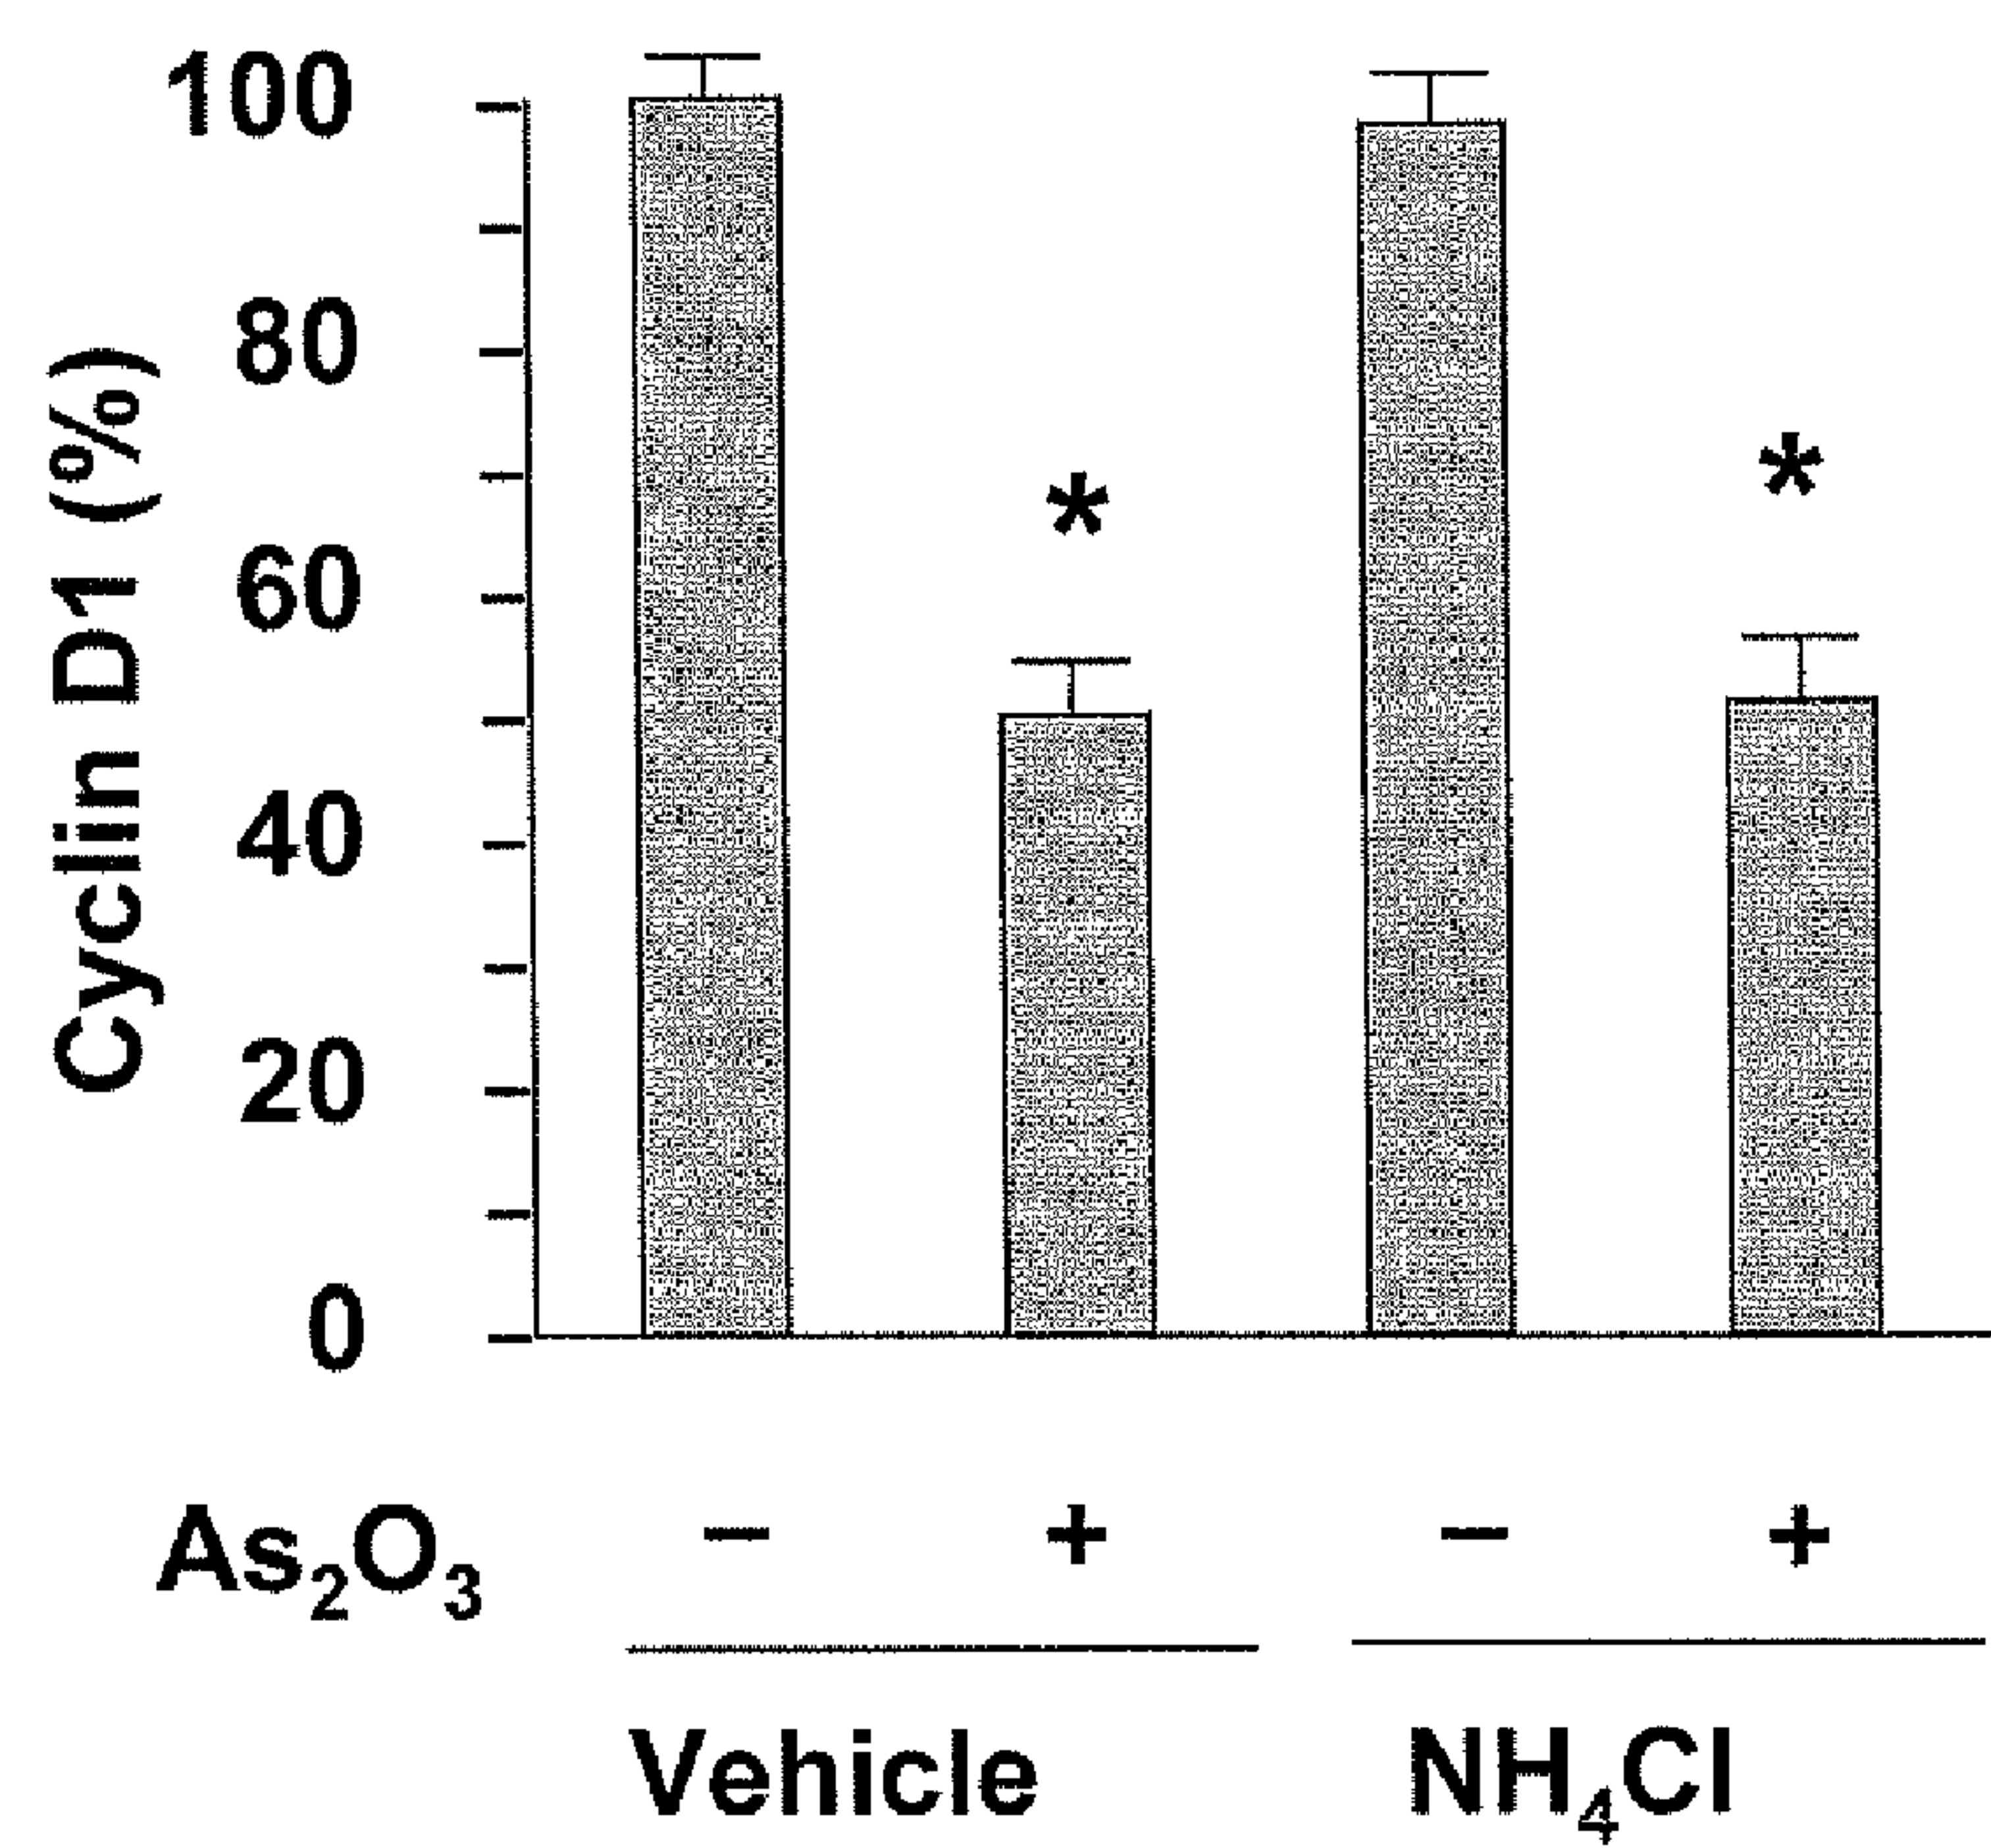 Cyclin D1 (%)
100
80
60
40
20
0
*
*
As₂O₃ – + – +
Vehicle NH₄Cl